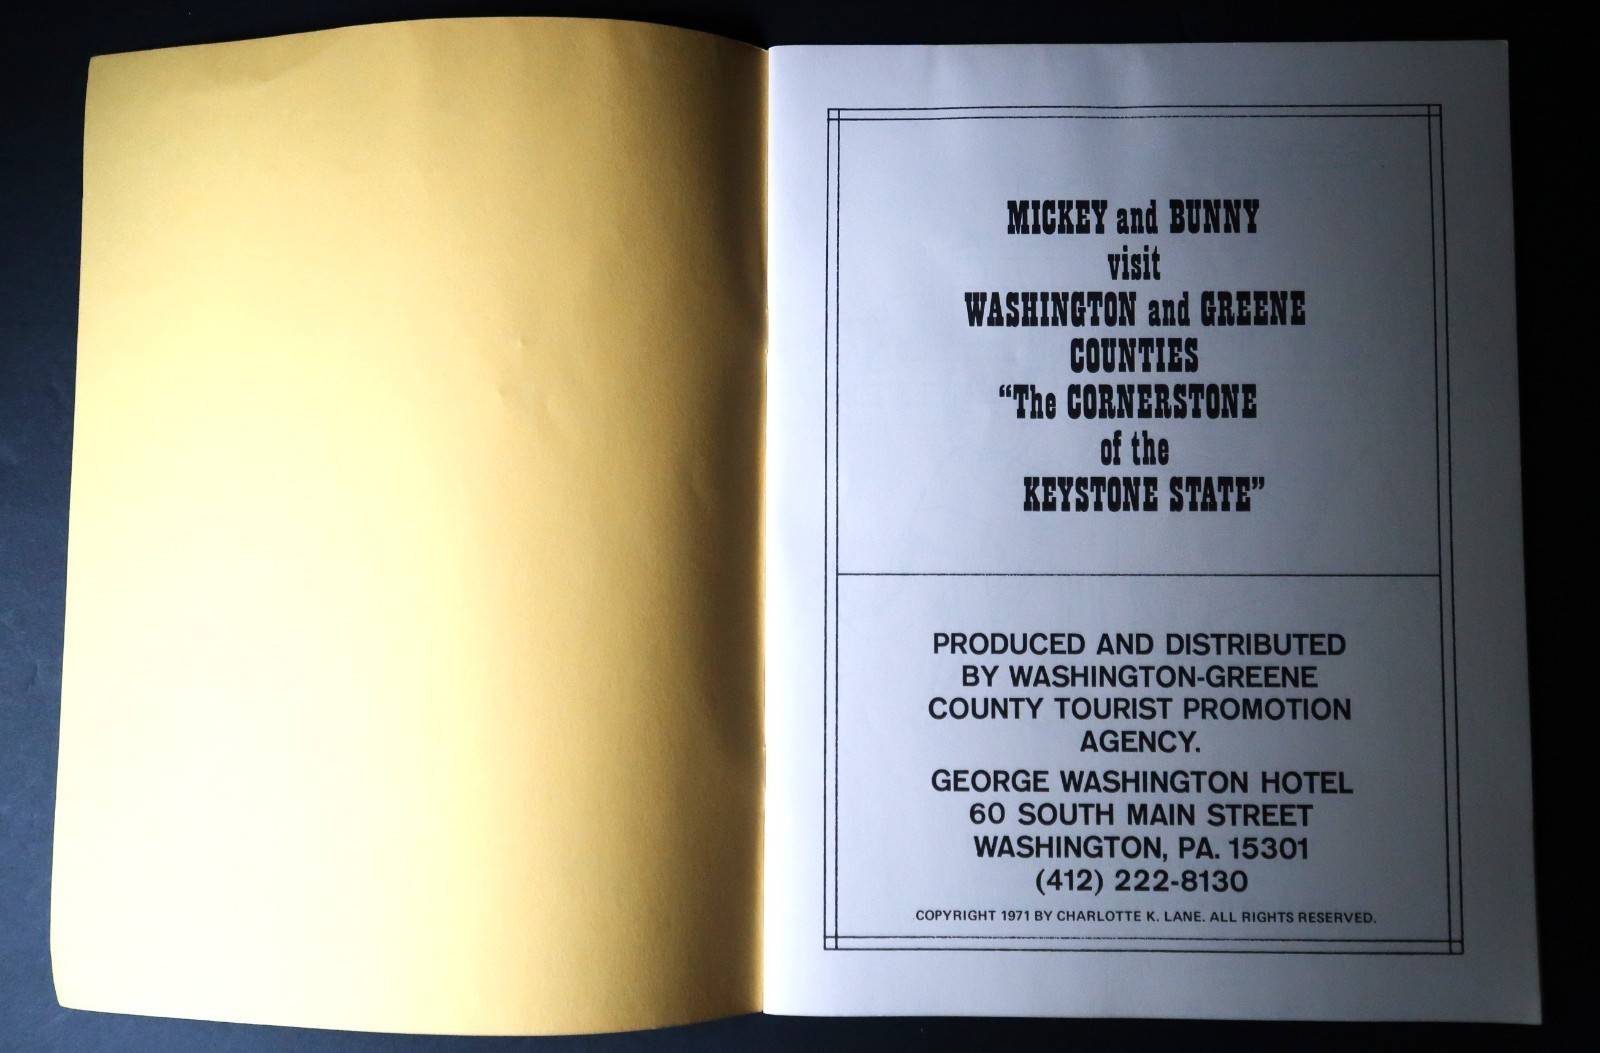 MICKEY and BUNNY
visit
WASHINGTON and GREENE
COUNTIES
“The CORNERSTONE
of the
KEYSTONE STATE”
PRODUCED AND DISTRIBUTED
BY WASHINGTON-GREENE
COUNTY TOURIST PROMOTION
AGENCY.
GEORGE WASHINGTON HOTEL
60 SOUTH MAIN STREET
WASHINGTON, PA. 15301
(412) 222-8130
COPYRIGHT 1971 BY CHARLOTTE K. LANE. ALL RIGHTS RESERVED.